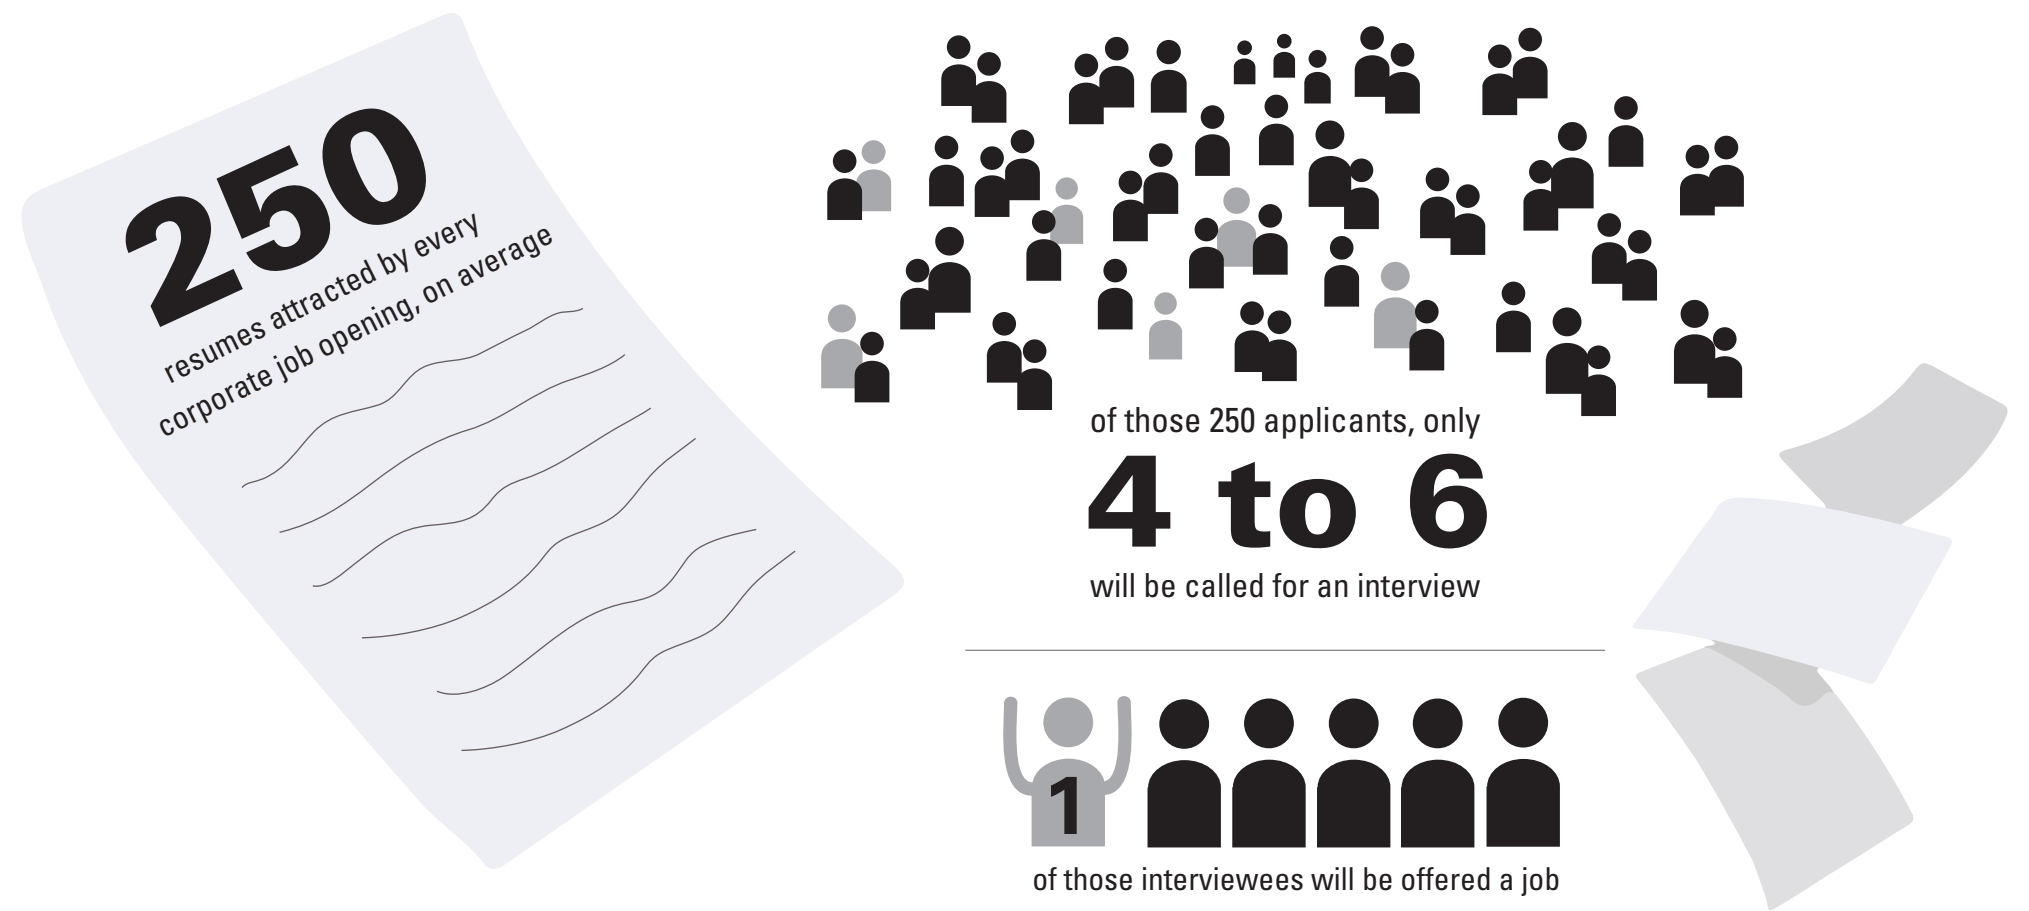 250
resumes attracted by every
corporate job opening, on average
of those 250 applicants, only
4 to 6
will be called for an interview
1
of those interviewees will be offered a job